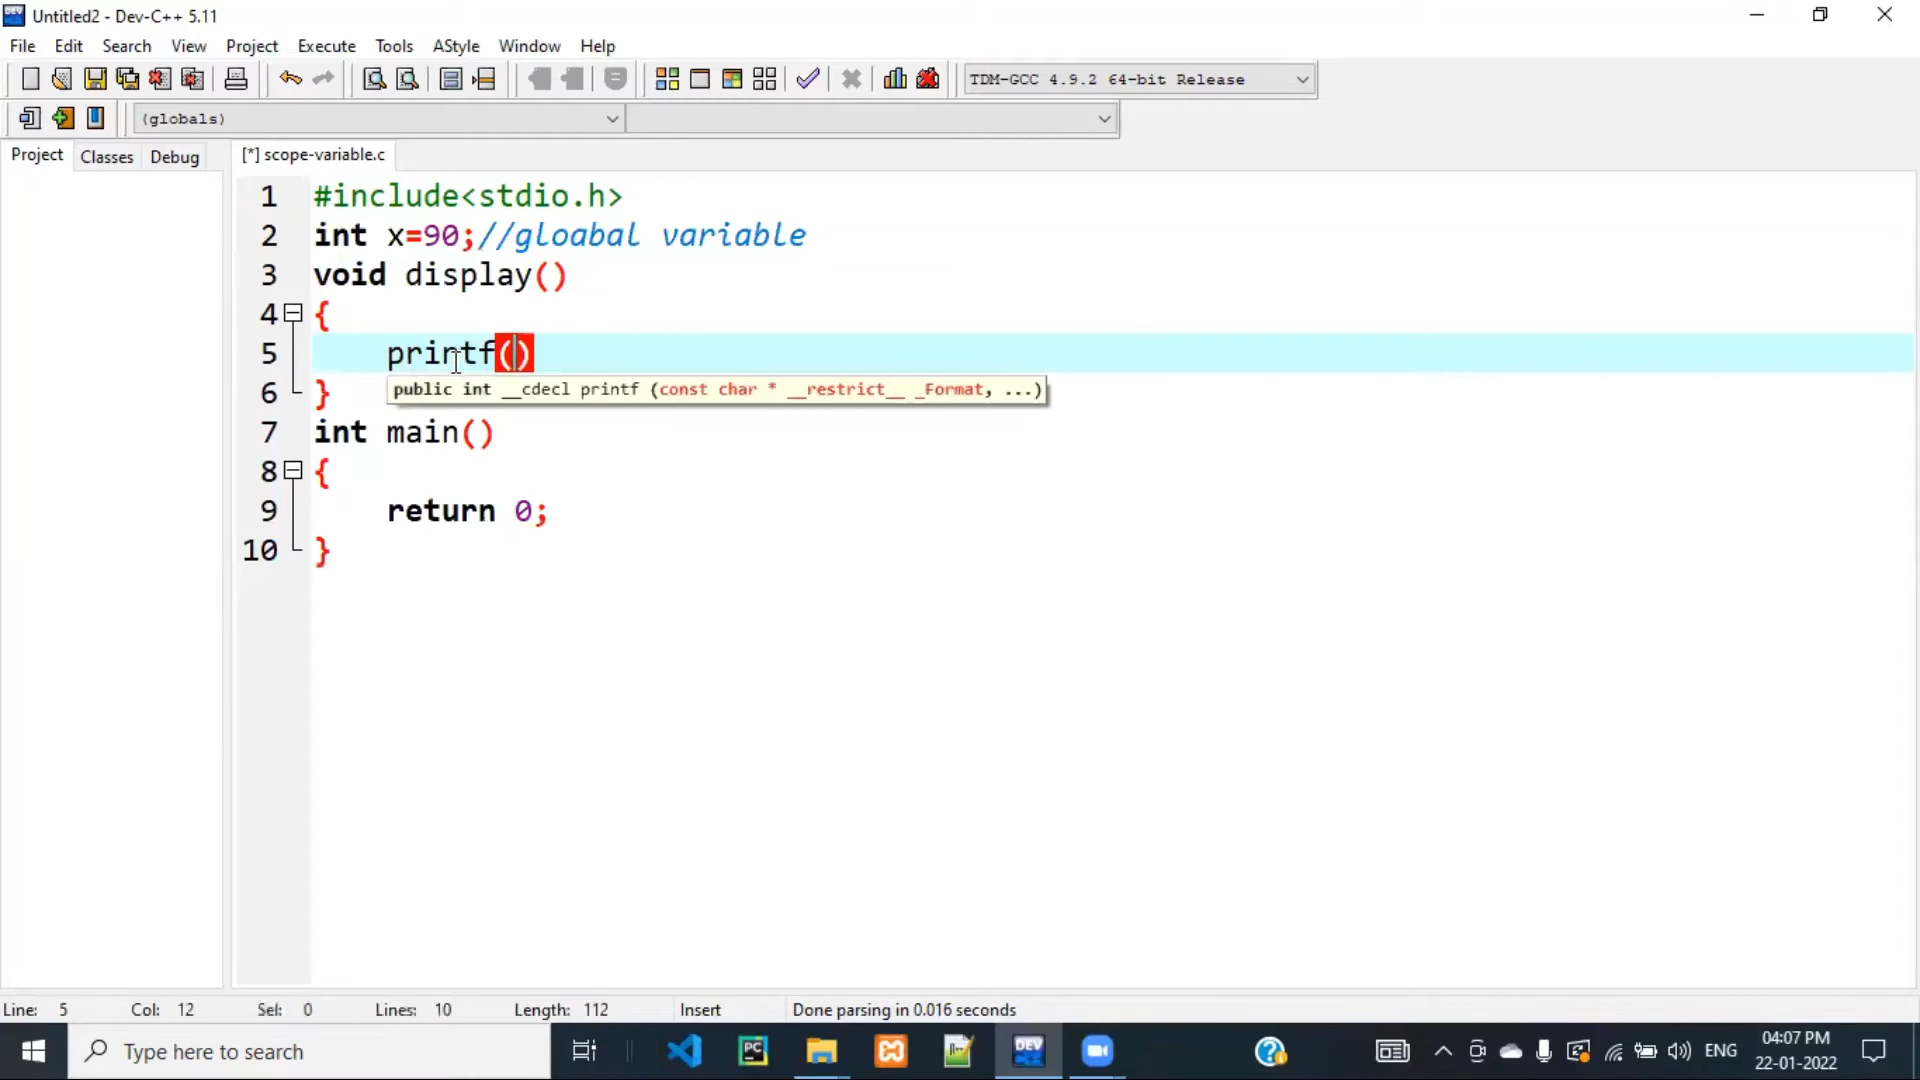 Untitled2 - Dev-C++ 5.11
File Edit Search View Project Execute Tools AStyle Window Help
TDM-GCC 4.9.2 64-bit Release
(globals)
Project Classes Debug [*] scope-variable.c
1 #include<stdio.h>
2 int x=90;//gloabal variable
3 void display()
4 {
5 printf()
public int __cdecl printf (const char * __restrict__ _Format, ...)
6 }
7 int main()
8 {
9 return 0;
10 }
Line: 5 Col: 12 Sel: 0 Lines: 10 Length: 112 Insert Done parsing in 0.016 seconds
Type here to search PC DEV ENG 04:07 PM
22-01-2022